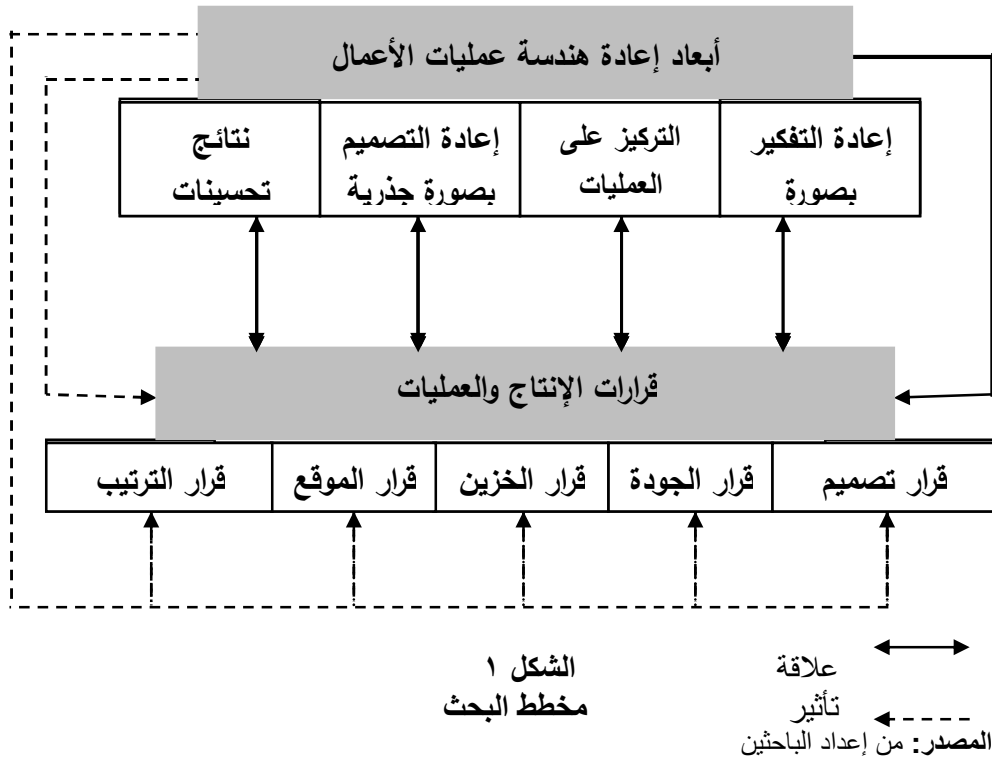 أبعاد إعادة هندسة عمليات الأعمال
إعادة التفكير
بصورة
التركيز على
العمليات
إعادة التصميم
بصورة جذرية
نتائج
تحسينات
قرارات الإنتاج والعمليات
قرار تصميم
قرار الجودة
قرار الخزين
قرار الموقع
قرار الترتيب
علاقة
تأثير
الشكل ١
مخطط البحث
المصدر: من إعداد الباحثين